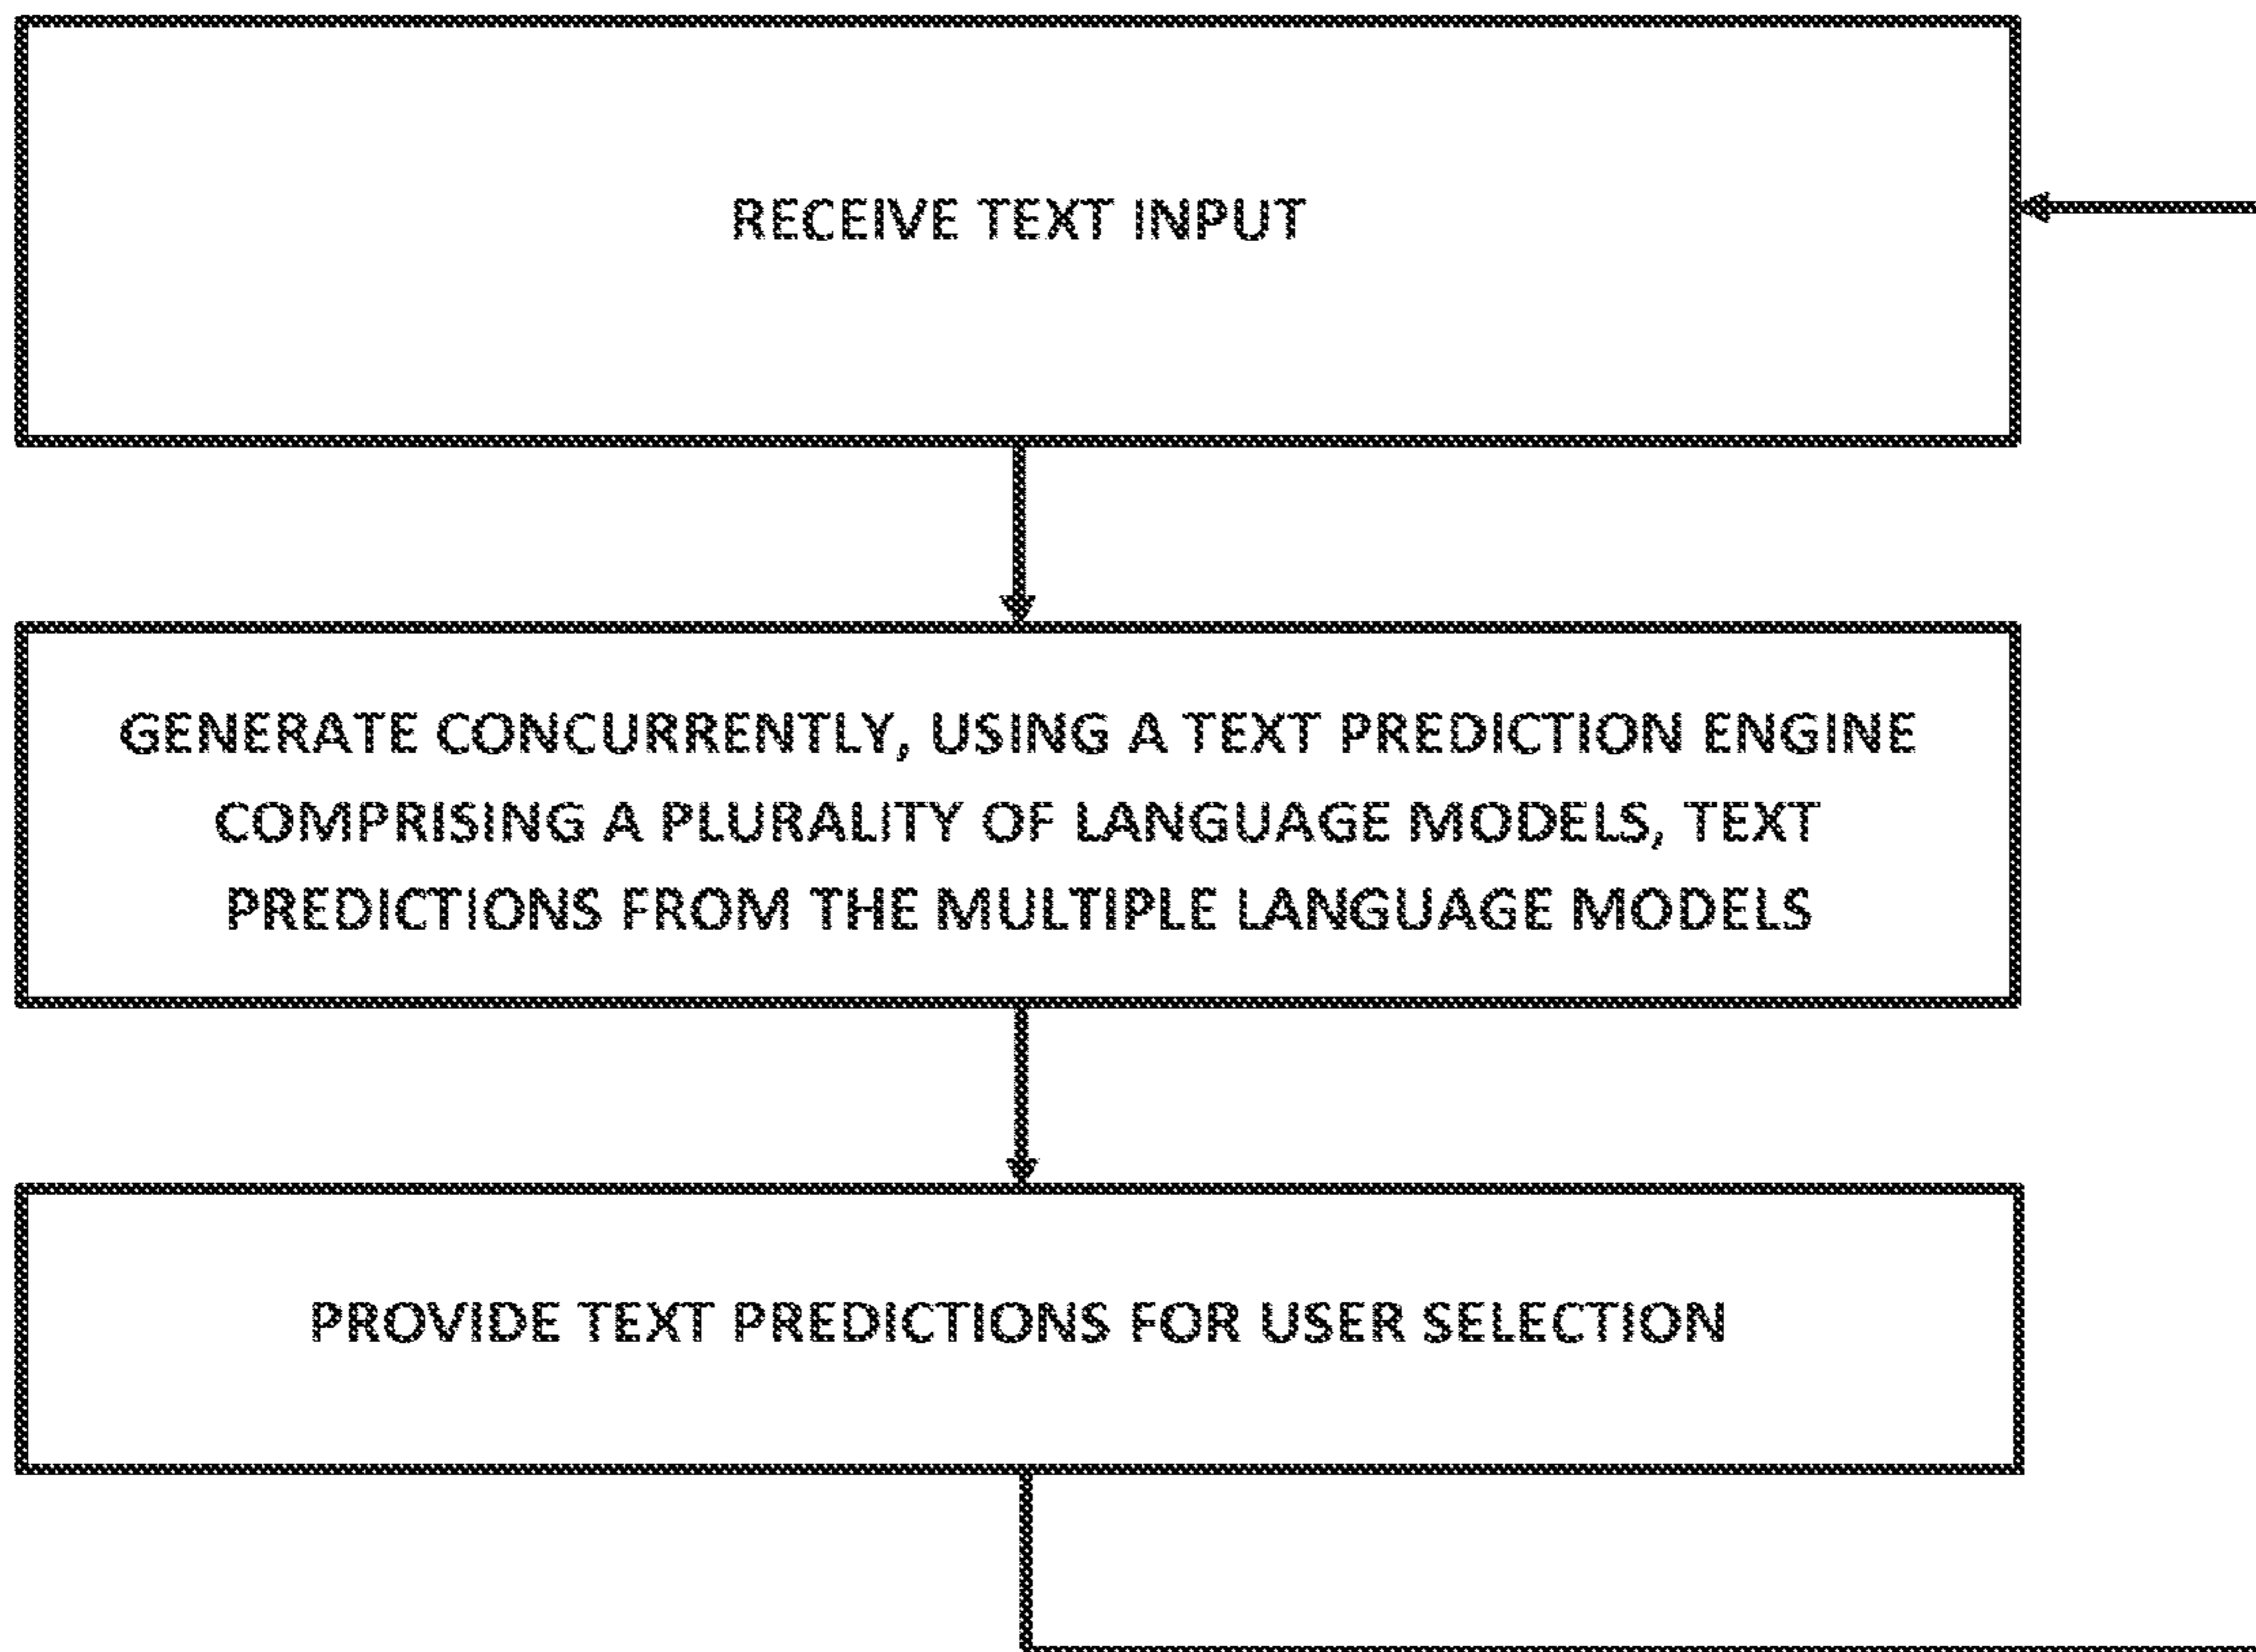 RECEIVE TEXT INPUT
GENERATE CONCURRENTLY, USING A TEXT PREDICTION ENGINE
COMPRISING A PLURALITY OF LANGUAGE MODELS, TEXT
PREDICTIONS FROM THE MULTIPLE LANGUAGE MODELS
PROVIDE TEXT PREDICTIONS FOR USER SELECTION